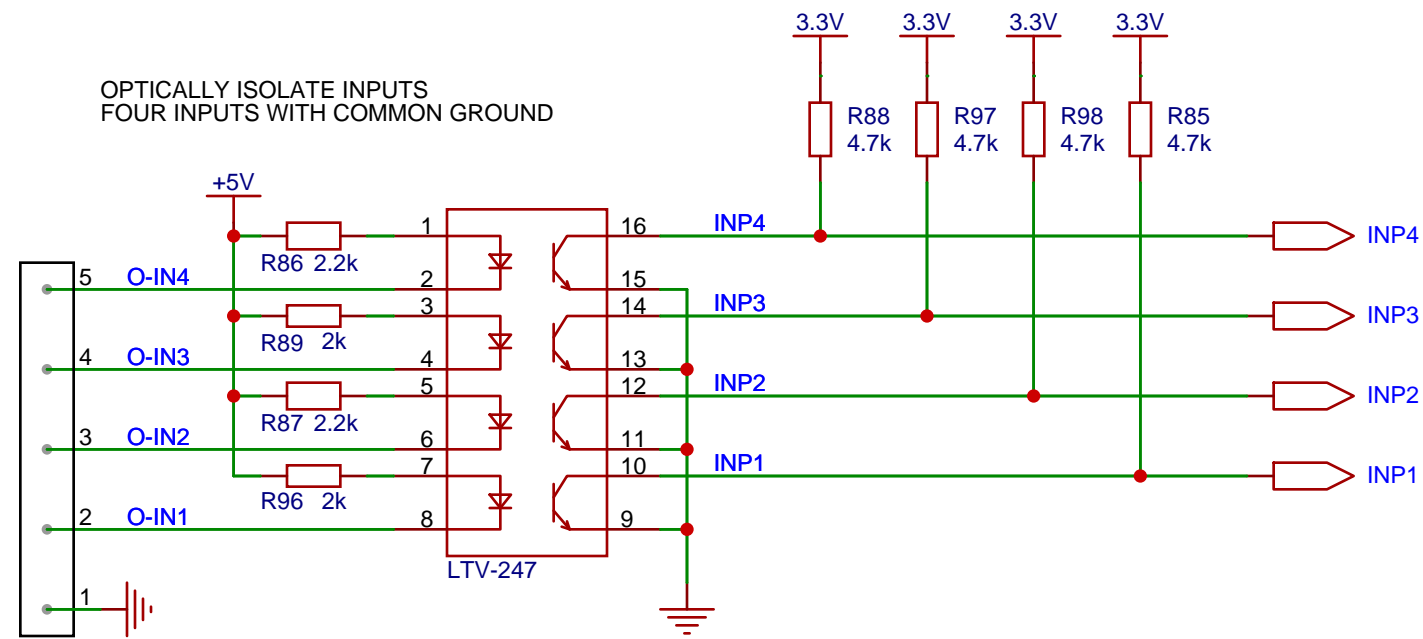 3.3V 3.3V 3.3V 3.3V
OPTICALLY ISOLATE INPUTS
FOUR INPUTS WITH COMMON GROUND
R88 R97 R98 R85
4.7k 4.7k 4.7k 4.7k
+5V
1 16 INP4 INP4
R86 2.2k
5 O-IN4 2 15
3 14 INP3 INP3
R89 2k
4 O-IN3 4 13
5 12 INP2 INP2
R87 2.2k
3 O-IN2 6 11
7 10 INP1 INP1
R96 2k
2 O-IN1 8 9
LTV-247
1